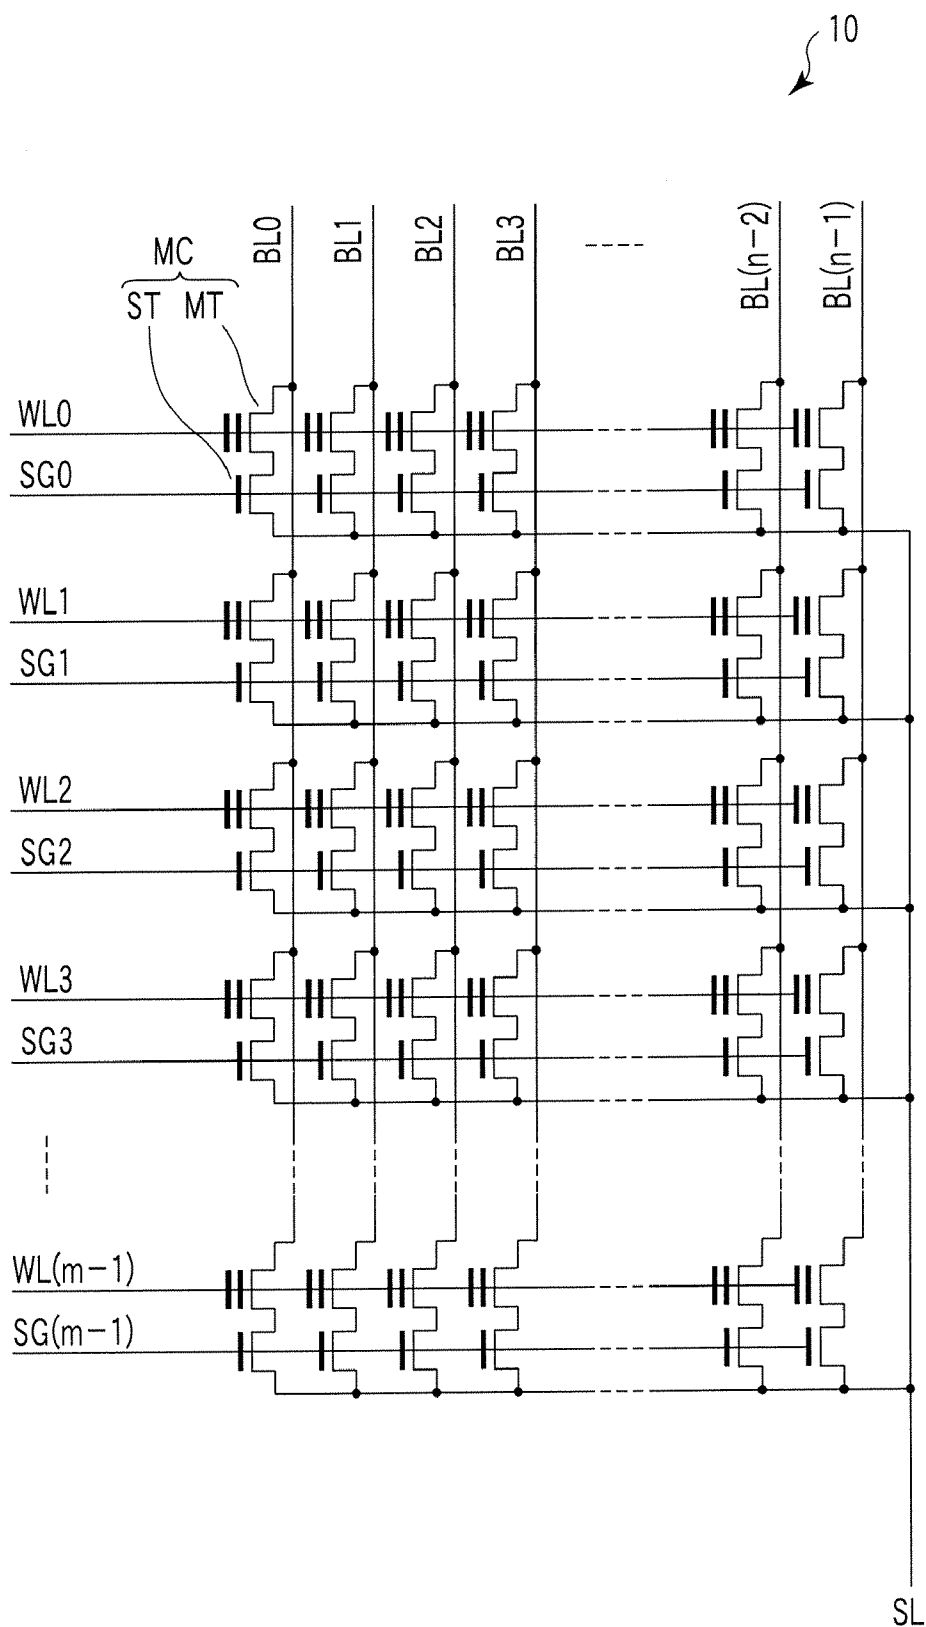 10
BL0
BL1
BL2
BL3
BL(n-2)
BL(n-1)
MC
ST MT
WL0
SG0
WL1
SG1
WL2
SG2
WL3
SG3
WL(m-1)
SG(m-1)
SL